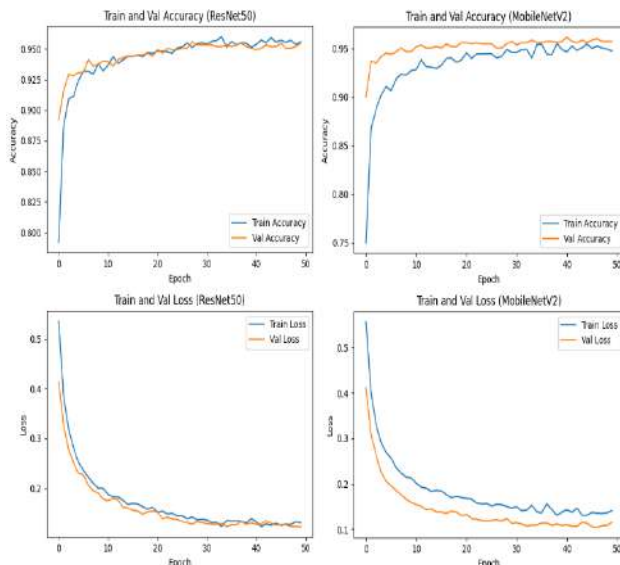 Train and Val Accuracy (ResNet50)
Accuracy
0.950
0.925
0.900
0.875
0.850
0.825
0.800
Train Accuracy
Val Accuracy
0 10 20 30 40 50
Epoch
Train and Val Accuracy (MobileNetV2)
Accuracy
0.95
0.90
0.85
0.80
0.75
Train Accuracy
Val Accuracy
0 10 20 30 40 50
Epoch
Train and Val Loss (ResNet50)
Loss
0.5
0.4
0.3
0.2
Train Loss
Val Loss
0 10 20 30 40 50
Epoch
Train and Val Loss (MobileNetV2)
Loss
0.5
0.4
0.3
0.2
0.1
Train Loss
Val Loss
0 10 20 30 40 50
Epoch